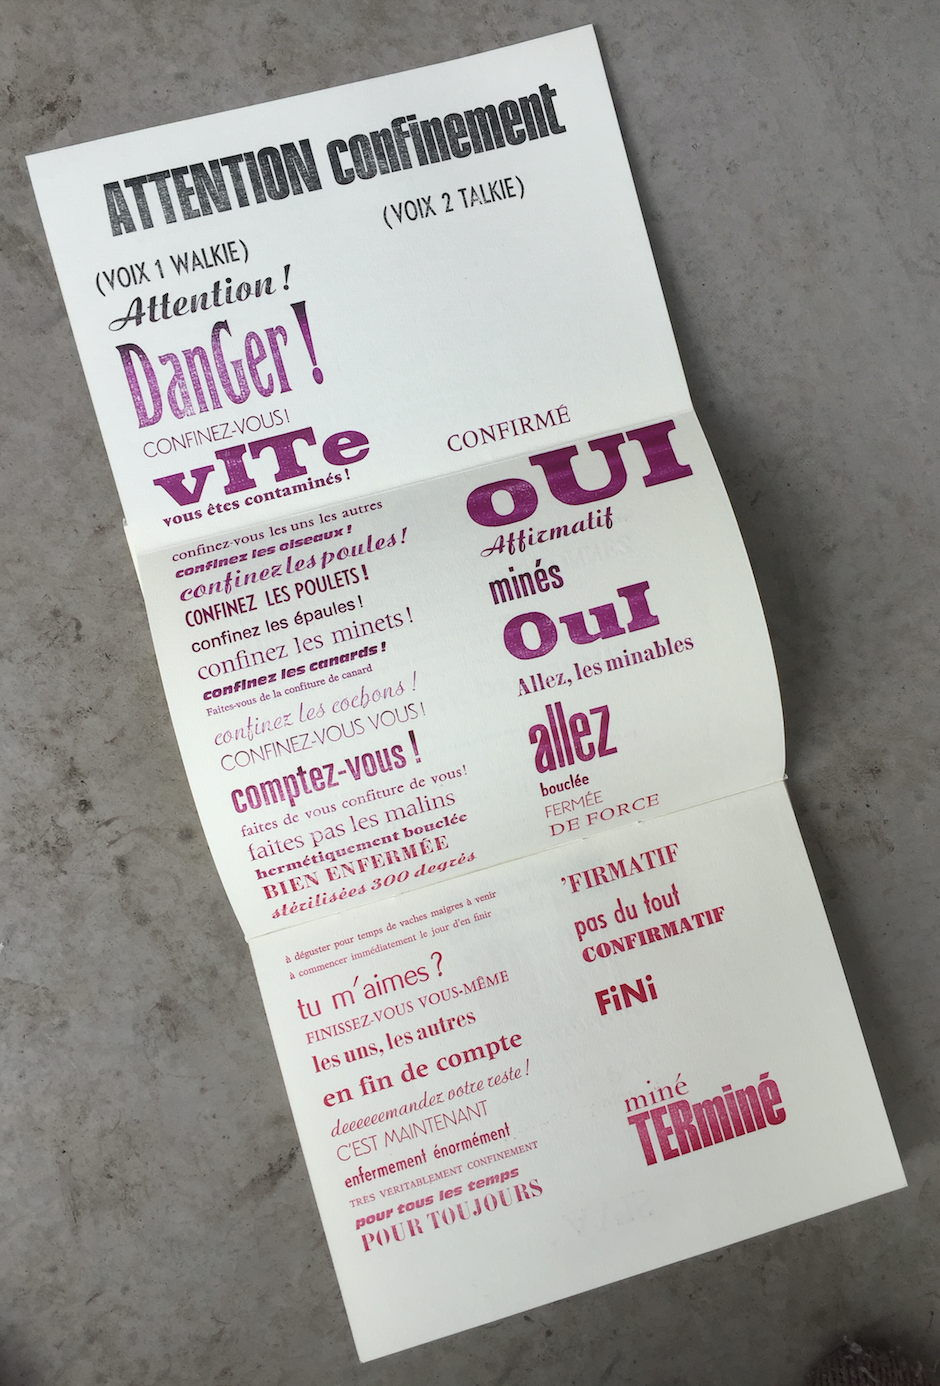 ATTENTION confinement
(VOIX 1 WALKIE)
Attention !
DanGer !
CONFINEZ-VOUS !
vITe
vous êtes contaminés !
confinez-vous les uns les autres
confinez les oiseaux !
confinez les poules !
CONFINEZ LES POULETS !
confinez les épaules !
confinez les minets !
confinez les canards !
Faites-vous de la confiture de canard
confinez les cochons !
CONFINEZ-VOUS VOUS !
comptez-vous !
faites de vous confiture de vous!
faites pas les malins
hermétiquement bouclée
BIEN ENFERMÉE
stérilisées 300 degrés
à déguster pour temps de vaches maigres à venir
à commencer immédiatement le jour d'en finir
tu m'aimes ?
FINISSEZ-VOUS VOUS-MÊME
les uns, les autres
en fin de compte
deeeeeemandez votre reste !
C'EST MAINTENANT
enfermement énormément
TRES VERITABLEMENT CONFINEMENT
pour tous les temps
POUR TOUJOURS
(VOIX 2 TALKIE)
CONFIRMÉ
oUI
Affirmatif
minés
OuI
Allez, les minables
allez
bouclée
FERMÉE
DE FORCE
'FIRMATIF
pas du tout
CONFIRMATIF
FiNi
miné
TERminé